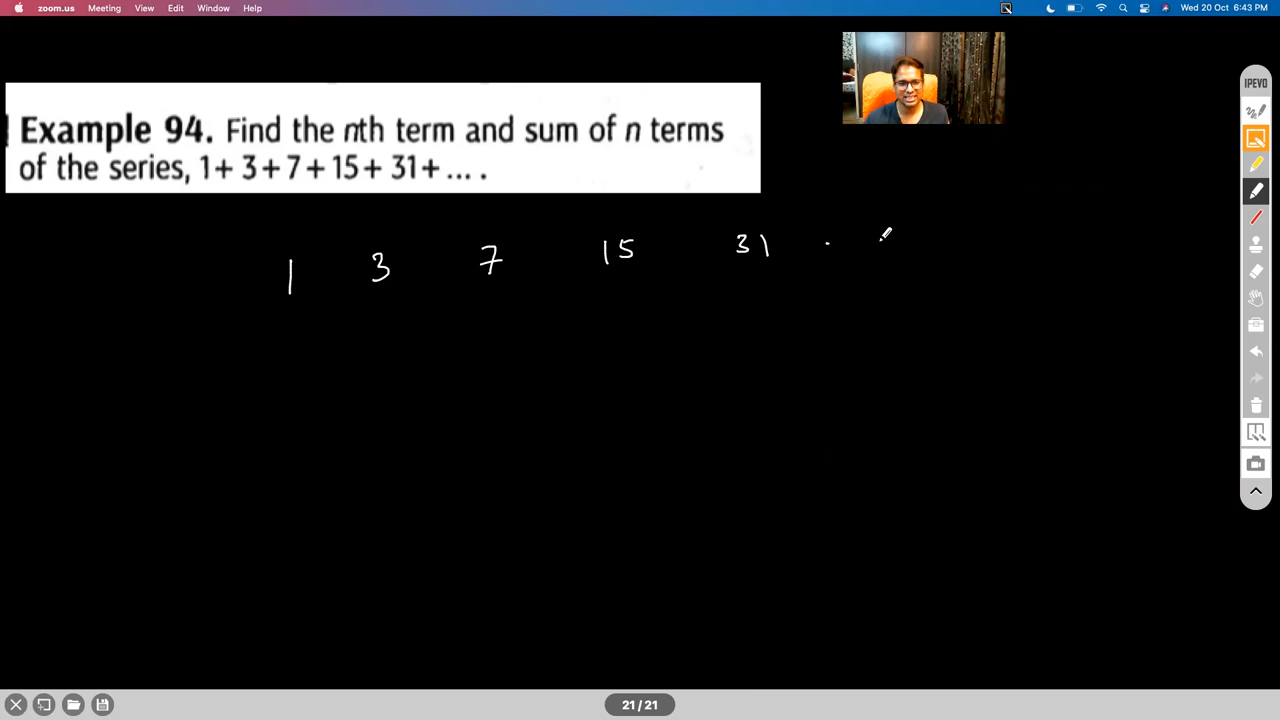 zoom.us Meeting View Edit Window Help Wed 20 Oct 6:43 PM
IPEVO
Example 94. Find the nth term and sum of n terms
of the series, 1+ 3+7+15+ 31+ ... .
1 3 7 15 31 . .
21 / 21